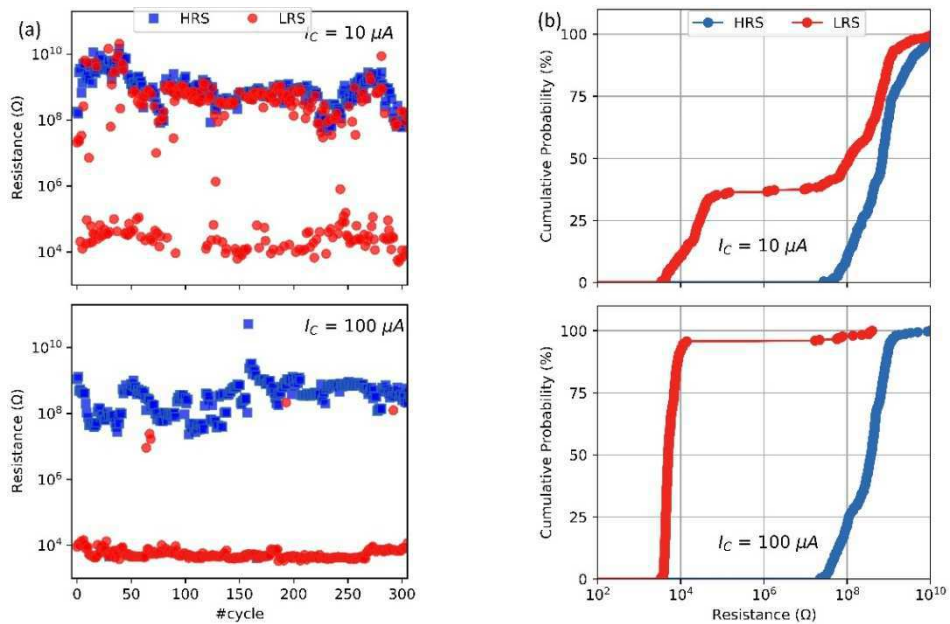 (a)
HRS LRS
I_C = 10 μA
10^10
10^8
10^6
10^4
Resistance (Ω)
I_C = 100 μA
10^10
10^8
10^6
10^4
Resistance (Ω)
0 50 100 150 200 250 300
#cycle
(b)
HRS LRS
100
75
50
25
0
Cumulative Probability (%)
I_C = 10 μA
100
75
50
25
0
Cumulative Probability (%)
I_C = 100 μA
10^2 10^4 10^6 10^8 10^10
Resistance (Ω)